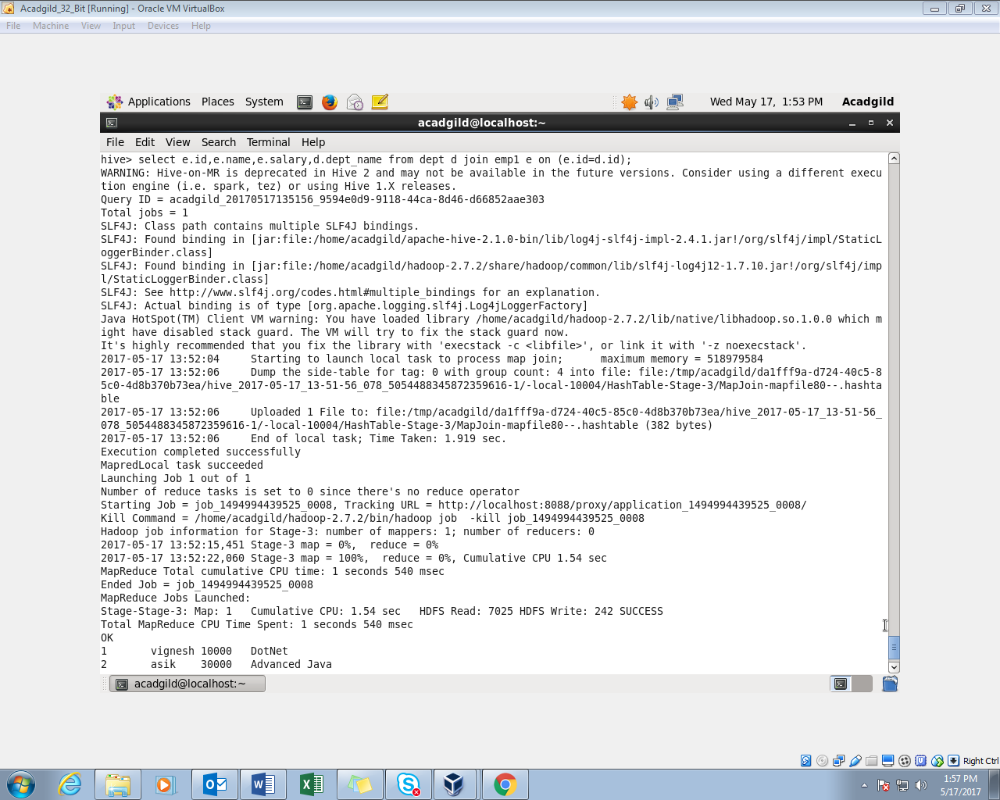 Acadgild_32_Bit [Running] - Oracle VM VirtualBox
File Machine View Input Devices Help
Applications Places System Wed May 17, 1:53 PM Acadgild
acadgild@localhost:~
File Edit View Search Terminal Help
hive> select e.id,e.name,e.salary,d.dept_name from dept d join emp1 e on (e.id=d.id);
WARNING: Hive-on-MR is deprecated in Hive 2 and may not be available in the future versions. Consider using a different execu
tion engine (i.e. spark, tez) or using Hive 1.X releases.
Query ID = acadgild_20170517135156_9594e0d9-9118-44ca-8d46-d66852aae303
Total jobs = 1
SLF4J: Class path contains multiple SLF4J bindings.
SLF4J: Found binding in [jar:file:/home/acadgild/apache-hive-2.1.0-bin/lib/log4j-slf4j-impl-2.4.1.jar!/org/slf4j/impl/StaticL
oggerBinder.class]
SLF4J: Found binding in [jar:file:/home/acadgild/hadoop-2.7.2/share/hadoop/common/lib/slf4j-log4j12-1.7.10.jar!/org/slf4j/imp
l/StaticLoggerBinder.class]
SLF4J: See http://www.slf4j.org/codes.html#multiple_bindings for an explanation.
SLF4J: Actual binding is of type [org.apache.logging.slf4j.Log4jLoggerFactory]
Java HotSpot(TM) Client VM warning: You have loaded library /home/acadgild/hadoop-2.7.2/lib/native/libhadoop.so.1.0.0 which m
ight have disabled stack guard. The VM will try to fix the stack guard now.
It's highly recommended that you fix the library with 'execstack -c <libfile>', or link it with '-z noexecstack'.
2017-05-17 13:52:04 Starting to launch local task to process map join; maximum memory = 518979584
2017-05-17 13:52:06 Dump the side-table for tag: 0 with group count: 4 into file: file:/tmp/acadgild/da1fff9a-d724-40c5-8
5c0-4d8b370b73ea/hive_2017-05-17_13-51-56_078_5054488345872359616-1/-local-10004/HashTable-Stage-3/MapJoin-mapfile80--.hashta
ble
2017-05-17 13:52:06 Uploaded 1 File to: file:/tmp/acadgild/da1fff9a-d724-40c5-85c0-4d8b370b73ea/hive_2017-05-17_13-51-56_
078_5054488345872359616-1/-local-10004/HashTable-Stage-3/MapJoin-mapfile80--.hashtable (382 bytes)
2017-05-17 13:52:06 End of local task; Time Taken: 1.919 sec.
Execution completed successfully
MapredLocal task succeeded
Launching Job 1 out of 1
Number of reduce tasks is set to 0 since there's no reduce operator
Starting Job = job_1494994439525_0008, Tracking URL = http://localhost:8088/proxy/application_1494994439525_0008/
Kill Command = /home/acadgild/hadoop-2.7.2/bin/hadoop job -kill job_1494994439525_0008
Hadoop job information for Stage-3: number of mappers: 1; number of reducers: 0
2017-05-17 13:52:15,451 Stage-3 map = 0%, reduce = 0%
2017-05-17 13:52:22,060 Stage-3 map = 100%, reduce = 0%, Cumulative CPU 1.54 sec
MapReduce Total cumulative CPU time: 1 seconds 540 msec
Ended Job = job_1494994439525_0008
MapReduce Jobs Launched:
Stage-Stage-3: Map: 1 Cumulative CPU: 1.54 sec HDFS Read: 7025 HDFS Write: 242 SUCCESS
Total MapReduce CPU Time Spent: 1 seconds 540 msec
OK
1 vignesh 10000 DotNet
2 asik 30000 Advanced Java
acadgild@localhost:~
Right Ctrl
1:57 PM
5/17/2017